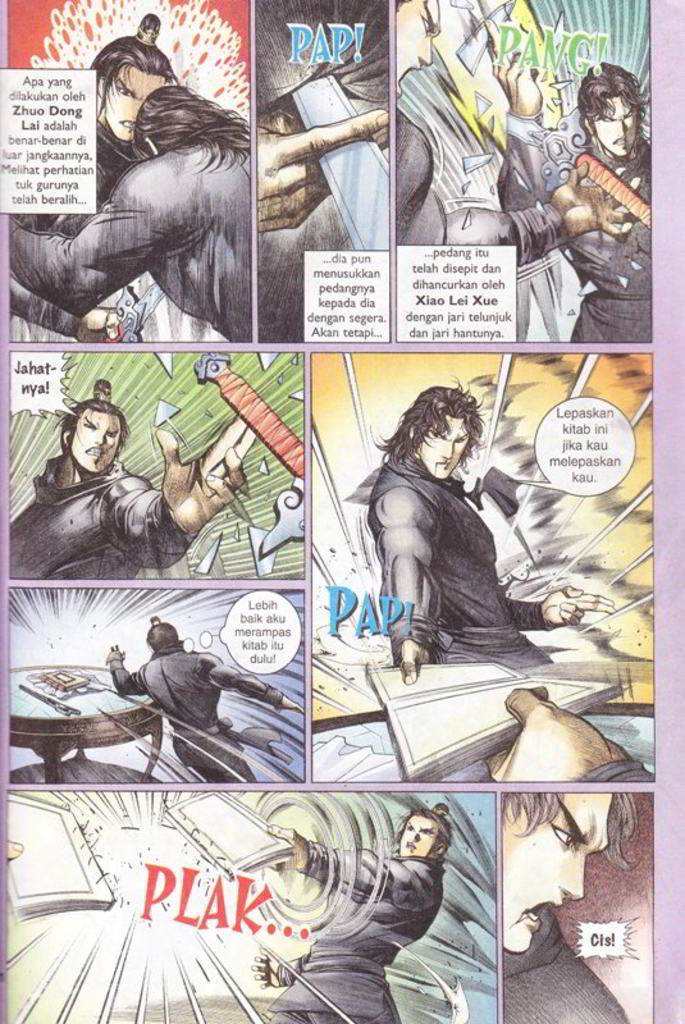 Apa yang
dilakukan oleh
Zhuo Dong
Lai adalah
benar-benar di
luar jangkaannya,
Melihat perhatian
tuk gurunya
telah beralih...
PAP!
...dia pun
menusukkan
pedangnya
kepada dia
dengan segera.
Akan tetapi...
PANG!
...pedang itu
telah disepit dan
dihancurkan oleh
Xiao Lei Xue
dengan jari telunjuk
dan jari hantunya.
Jahat-
nya!
Lepaskan
kitab ini
jika kau
melepaskan
kau.
PAP!
Lebih
baik aku
merampas
kitab itu
dulu!
PLAK...
Cis!